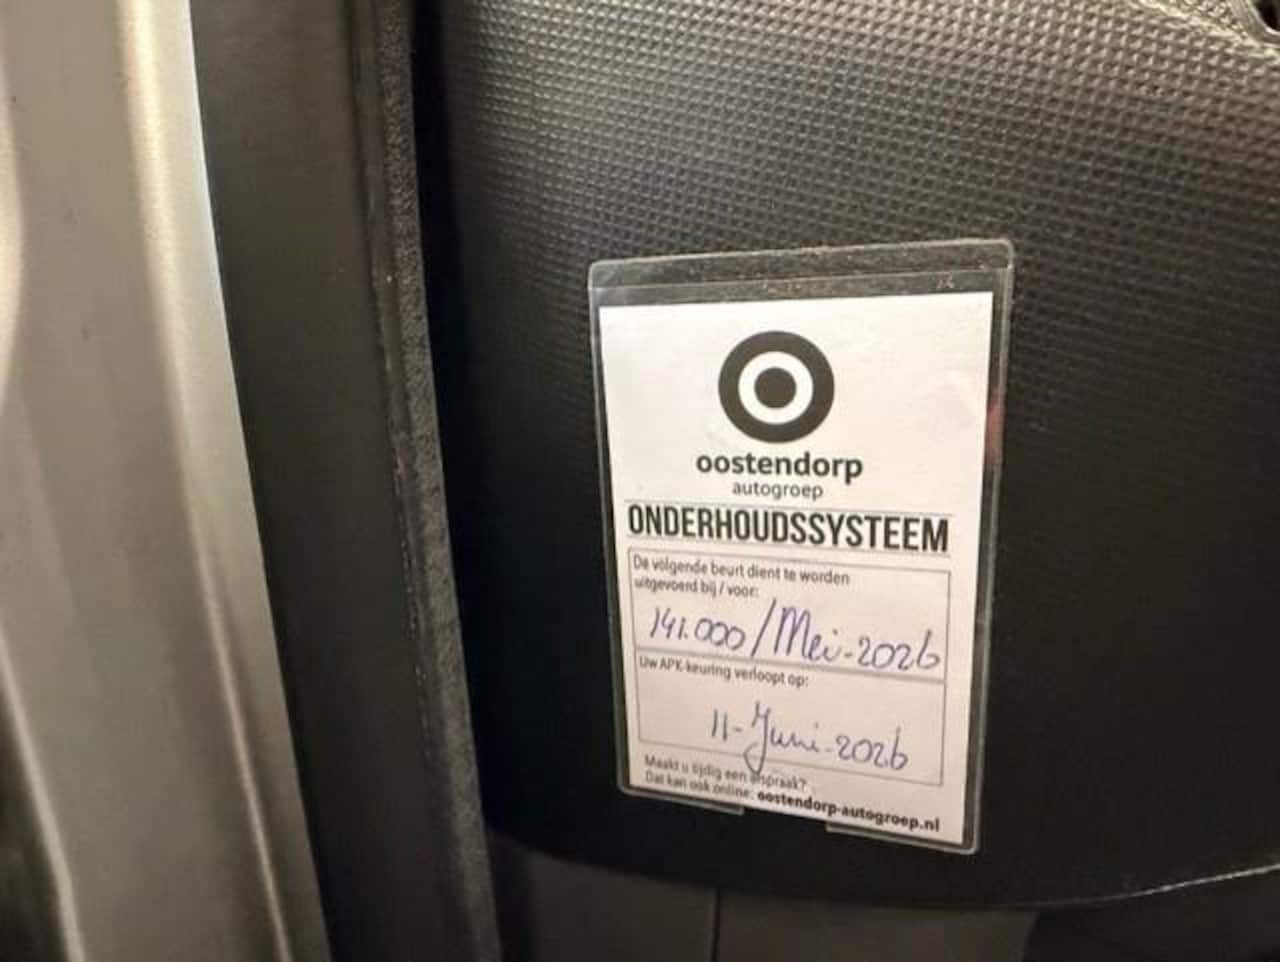 oostendorp
autogroep
ONDERHOUDSSYSTEEM
De volgende beurt dient te worden
uitgevoerd bij / voor:
141.000/Mei-2026
Uw APK-keuring verloopt op:
11-Juni-2026
Maakt u tijdig een afspraak?
Dat kan ook online: oostendorp-autogroep.nl